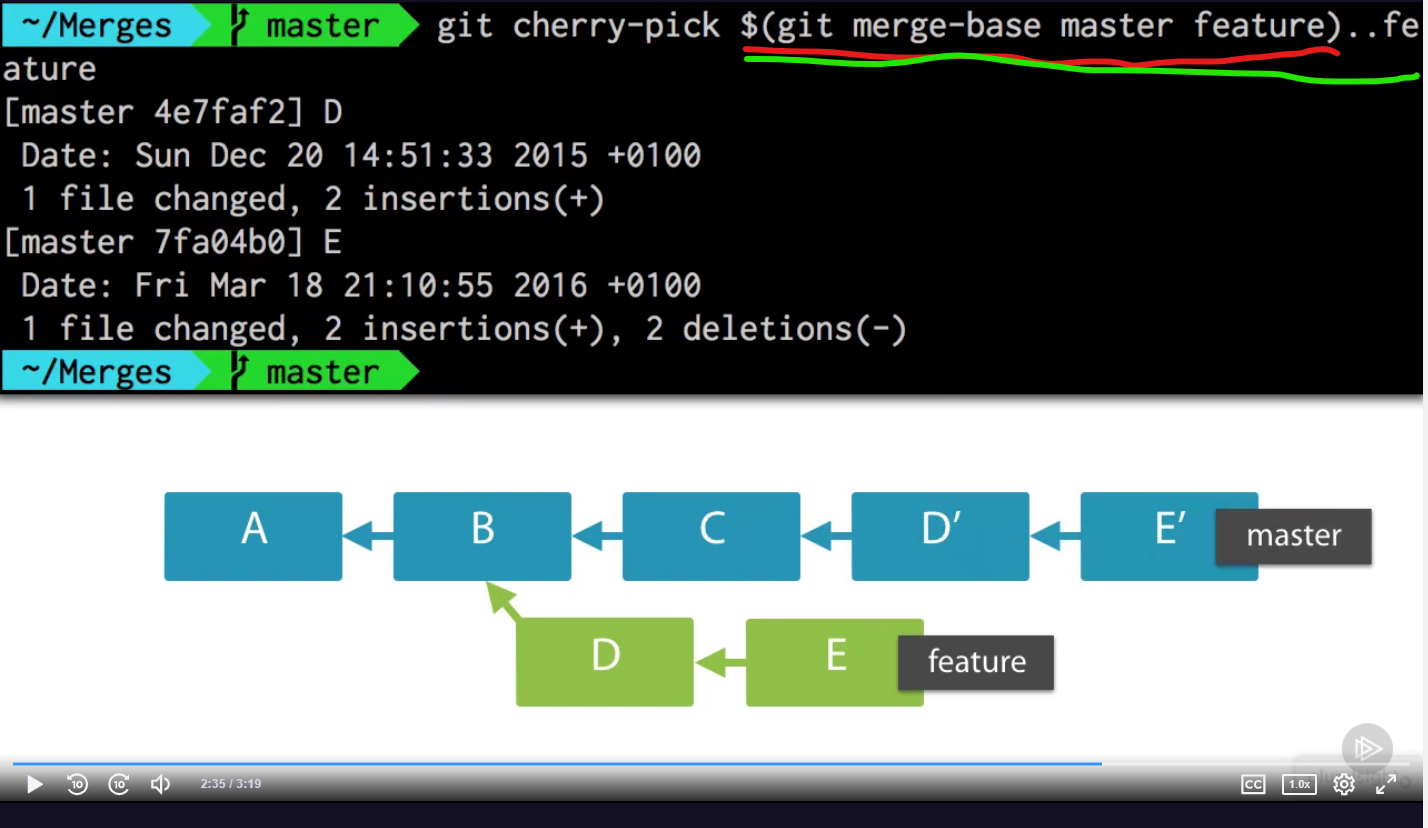 ~/Merges master git cherry-pick $(git merge-base master feature)..fe
ature
[master 4e7faf2] D
Date: Sun Dec 20 14:51:33 2015 +0100
1 file changed, 2 insertions(+)
[master 7fa04b0] E
Date: Fri Mar 18 21:10:55 2016 +0100
1 file changed, 2 insertions(+), 2 deletions(-)
~/Merges master
A B C D′ E′ master
D E feature
10 10 2:35 / 3:19 CC 1.0x